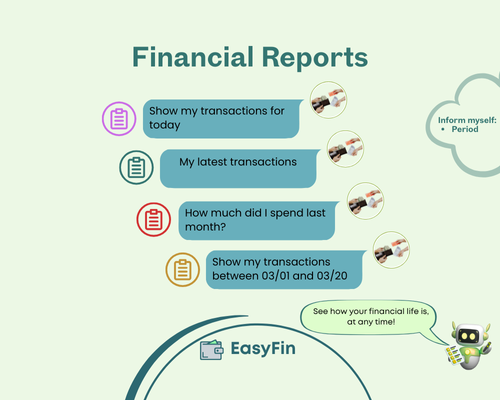 Financial Reports
Show my transactions for
today
My latest transactions
How much did I spend last
month?
Show my transactions
between 03/01 and 03/20
Inform myself:
• Period
See how your financial life is,
at any time!
EasyFin